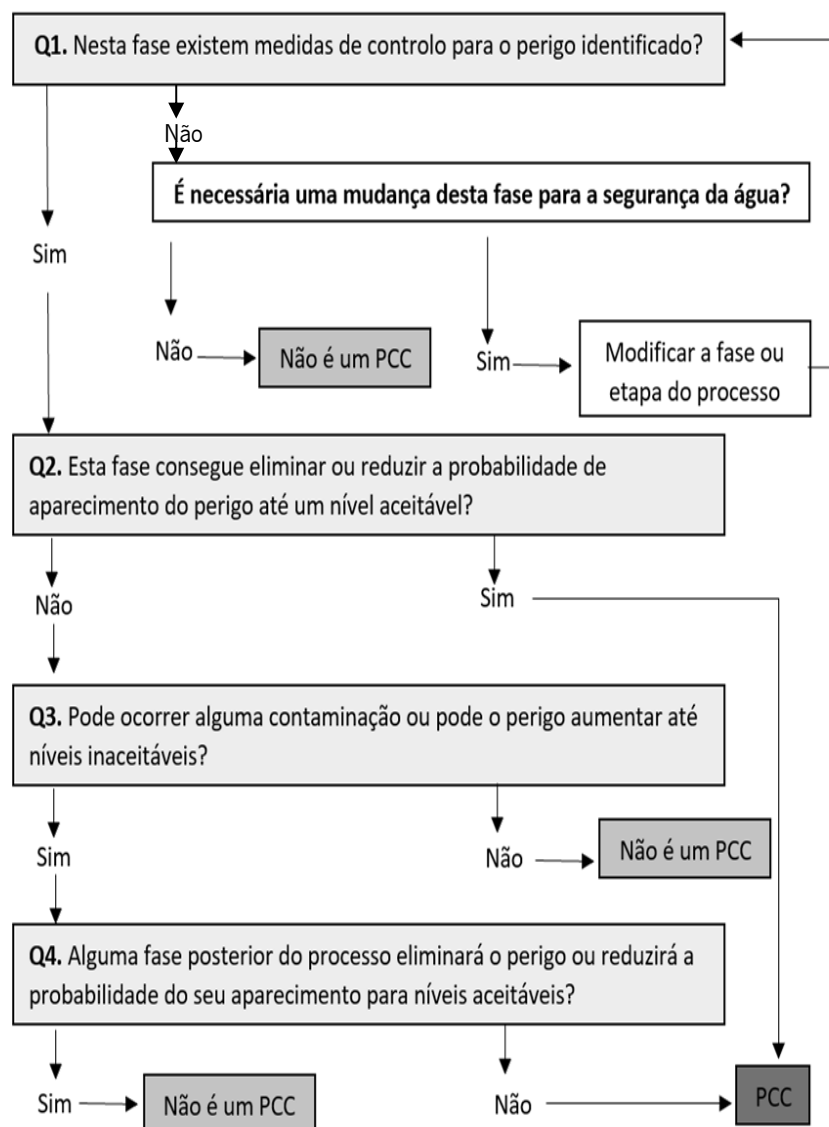 Q1. Nesta fase existem medidas de controlo para o perigo identificado?
Não
É necessária uma mudança desta fase para a segurança da água?
Sim
Não
Não é um PCC
Sim
Modificar a fase ou
etapa do processo
Q2. Esta fase consegue eliminar ou reduzir a probabilidade de
aparecimento do perigo até um nível aceitável?
Não
Sim
Q3. Pode ocorrer alguma contaminação ou pode o perigo aumentar até
níveis inaceitáveis?
Sim
Não
Não é um PCC
Q4. Alguma fase posterior do processo eliminará o perigo ou reduzirá a
probabilidade do seu aparecimento para níveis aceitáveis?
Sim
Não é um PCC
Não
PCC